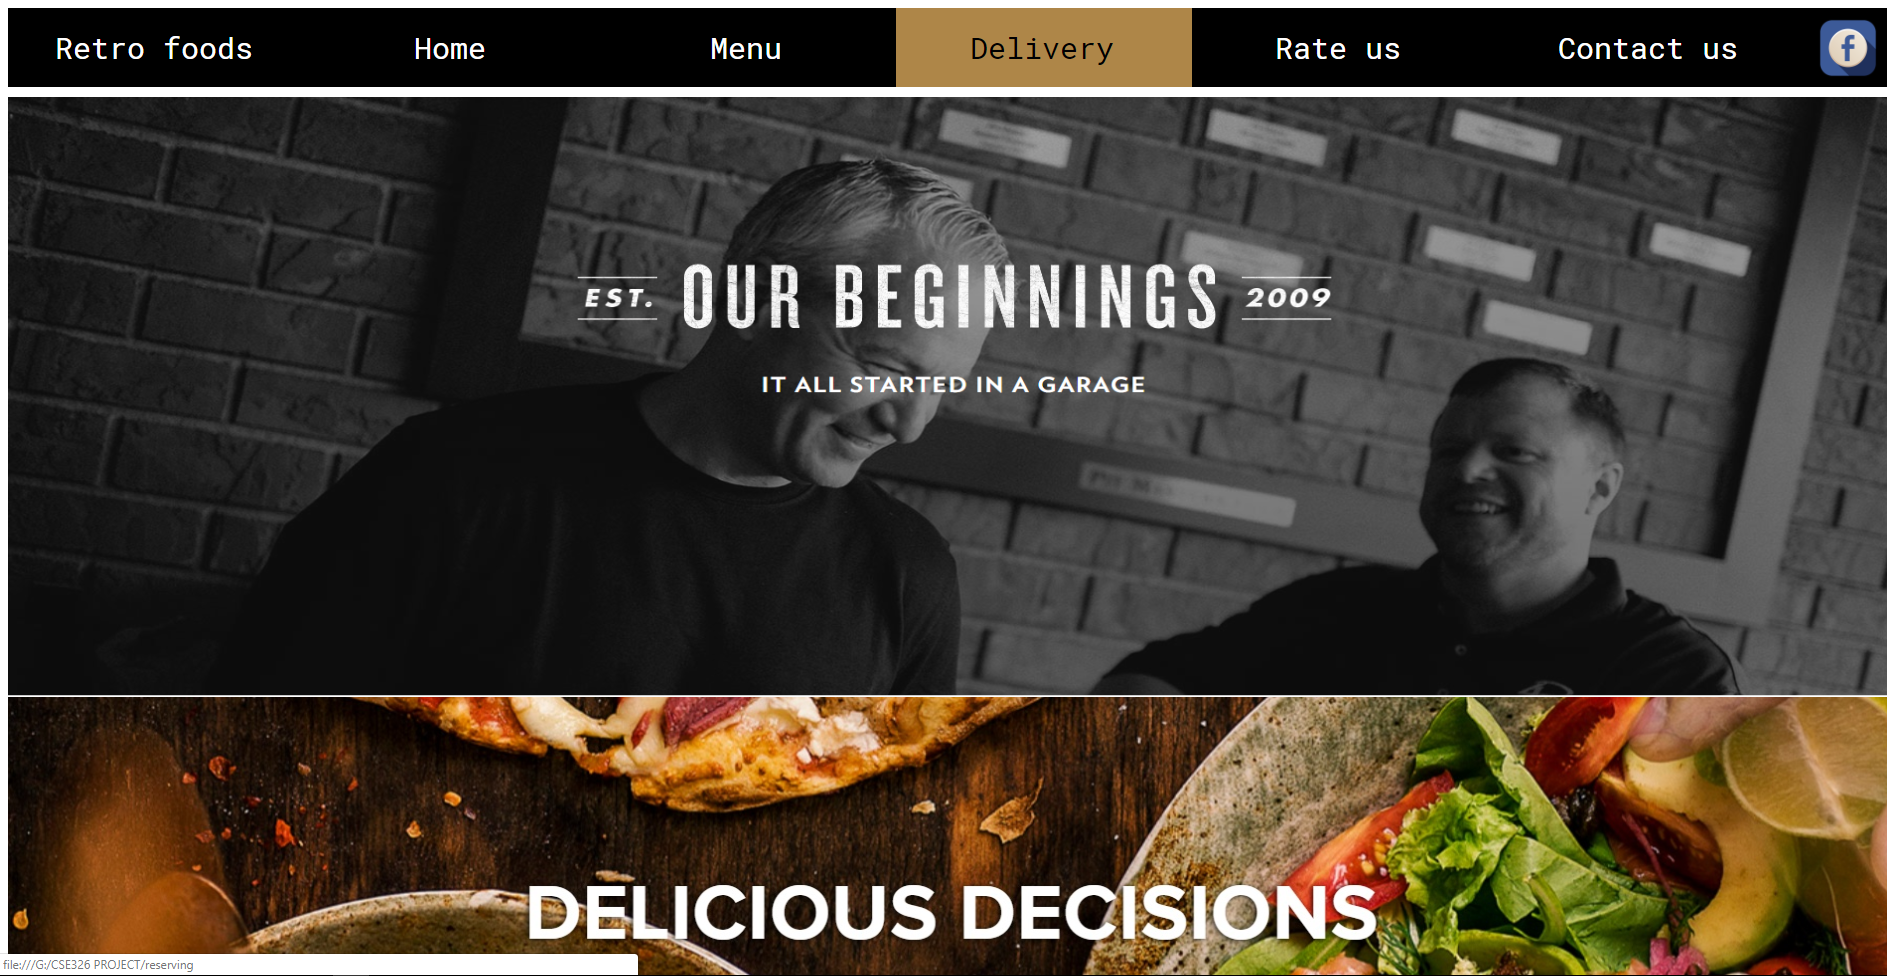 Retro foods Home Menu Delivery Rate us Contact us
EST. OUR BEGINNINGS 2009
IT ALL STARTED IN A GARAGE
DELICIOUS DECISIONS
file:///G:/CSE326 PROJECT/reserving